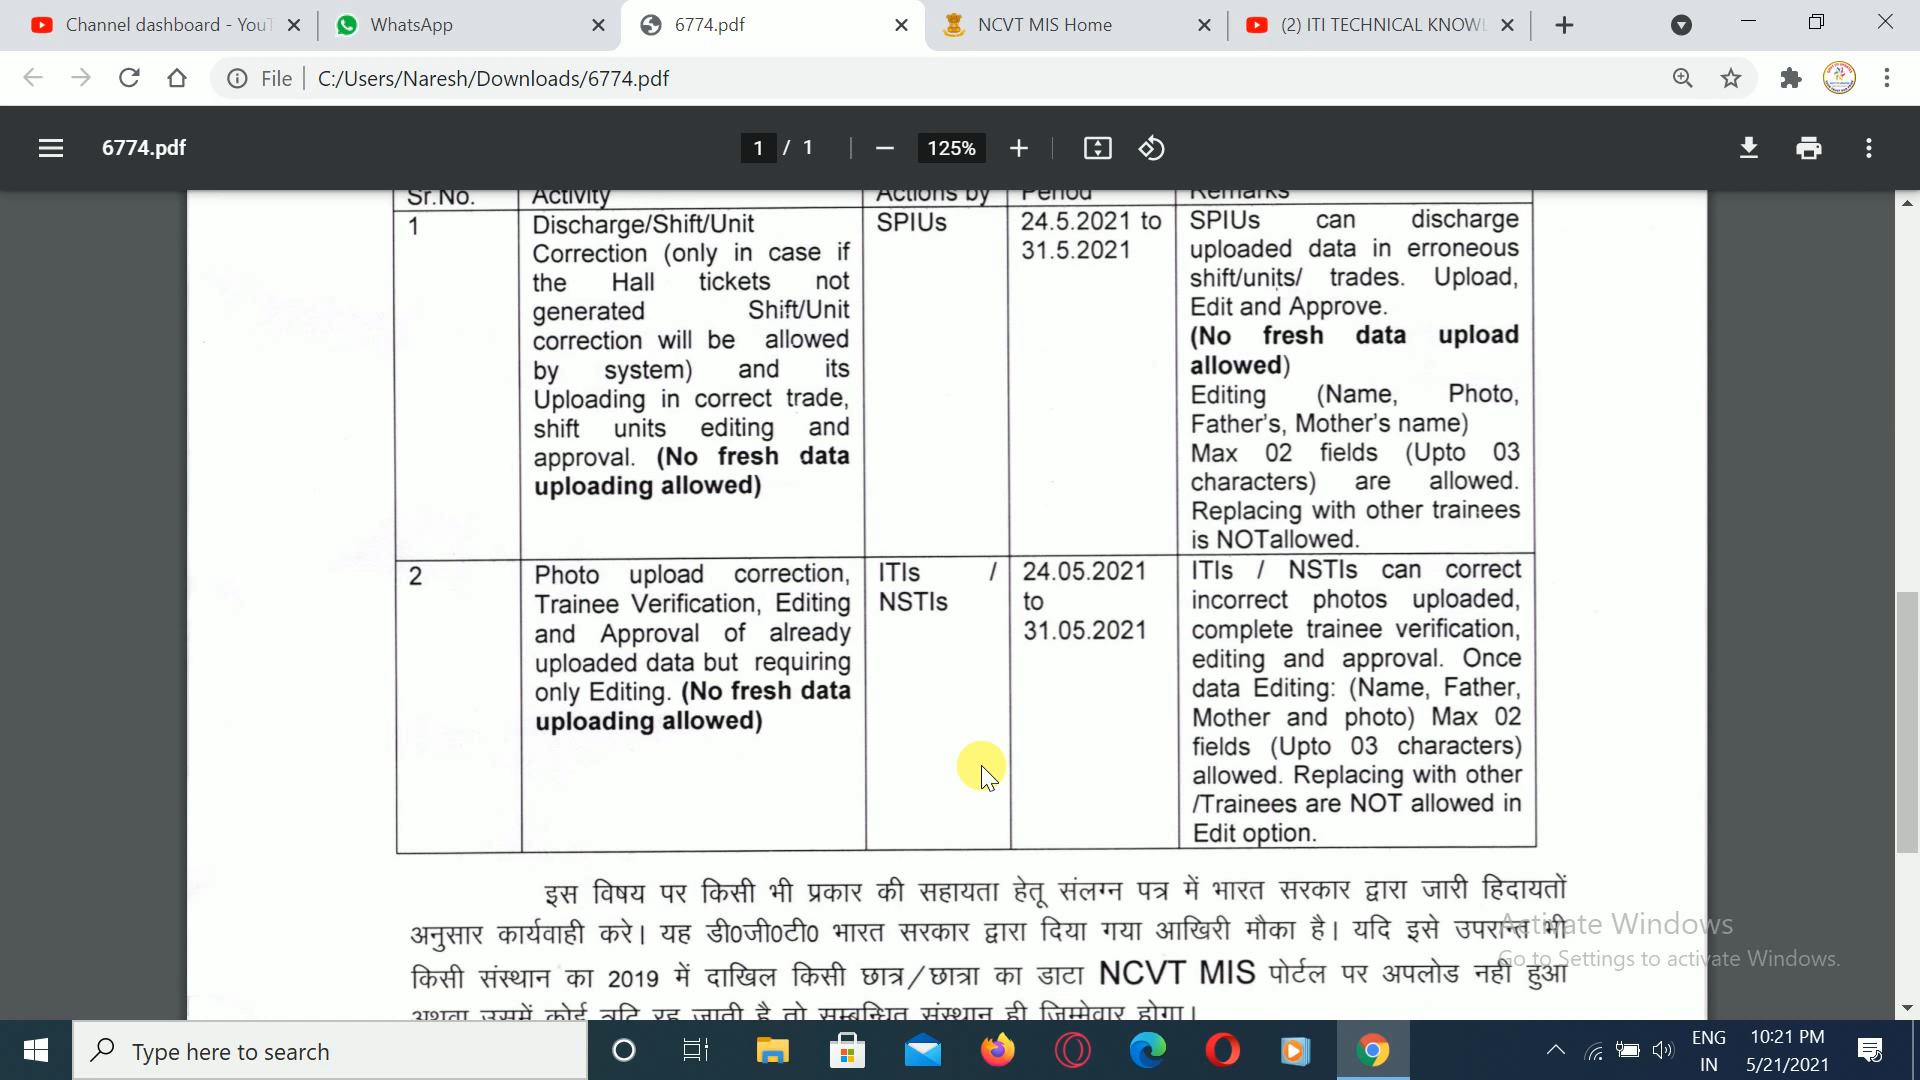 Channel dashboard - YouT
WhatsApp
6774.pdf
NCVT MIS Home
(2) ITI TECHNICAL KNOWL
File
C:/Users/Naresh/Downloads/6774.pdf
6774.pdf
1 / 1
125%
Sr.No.
Activity
Actions by
Period
Remarks
1
Discharge/Shift/Unit
Correction (only in case if
the Hall tickets not
generated Shift/Unit
correction will be allowed
by system) and its
Uploading in correct trade,
shift units editing and
approval. (No fresh data
uploading allowed)
SPIUs
24.5.2021 to
31.5.2021
SPIUs can discharge
uploaded data in erroneous
shift/units/ trades. Upload,
Edit and Approve.
(No fresh data upload
allowed)
Editing (Name, Photo,
Father's, Mother's name)
Max 02 fields (Upto 03
characters) are allowed.
Replacing with other trainees
is NOTallowed.
2
Photo upload correction,
Trainee Verification, Editing
and Approval of already
uploaded data but requiring
only Editing. (No fresh data
uploading allowed)
ITIs /
NSTIs
24.05.2021
to
31.05.2021
ITIs / NSTIs can correct
incorrect photos uploaded,
complete trainee verification,
editing and approval. Once
data Editing: (Name, Father,
Mother and photo) Max 02
fields (Upto 03 characters)
allowed. Replacing with other
/Trainees are NOT allowed in
Edit option.
इस विषय पर किसी भी प्रकार की सहायता हेतू संलग्न पत्र में भारत सरकार द्वारा जारी हिदायतों
अनुसार कार्यवाही करे। यह डी0जी0टी0 भारत सरकार द्वारा दिया गया आखिरी मौका है। यदि इसे उपरान्त भी
किसी संस्थान का 2019 में दाखिल किसी छात्र/छात्रा का डाटा NCVT MIS पोर्टल पर अपलोड नही हुआ
अथवा उसमें कोई त्रुटि रह जाती है तो सम्बन्धित संस्थान ही जिम्मेवार होगा।
Activate Windows
Go to Settings to activate Windows.
Type here to search
ENG
IN
10:21 PM
5/21/2021